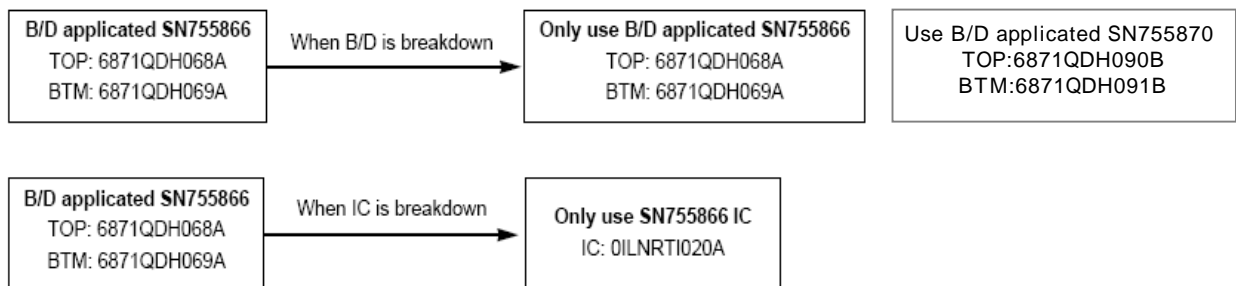 B/D applicated SN755866
TOP: 6871QDH068A
BTM: 6871QDH069A
When B/D is breakdown
Only use B/D applicated SN755866
TOP: 6871QDH068A
BTM: 6871QDH069A
Use B/D applicated SN755870
TOP:6871QDH090B
BTM:6871QDH091B
B/D applicated SN755866
TOP: 6871QDH068A
BTM: 6871QDH069A
When IC is breakdown
Only use SN755866 IC
IC: 0ILNRTI020A